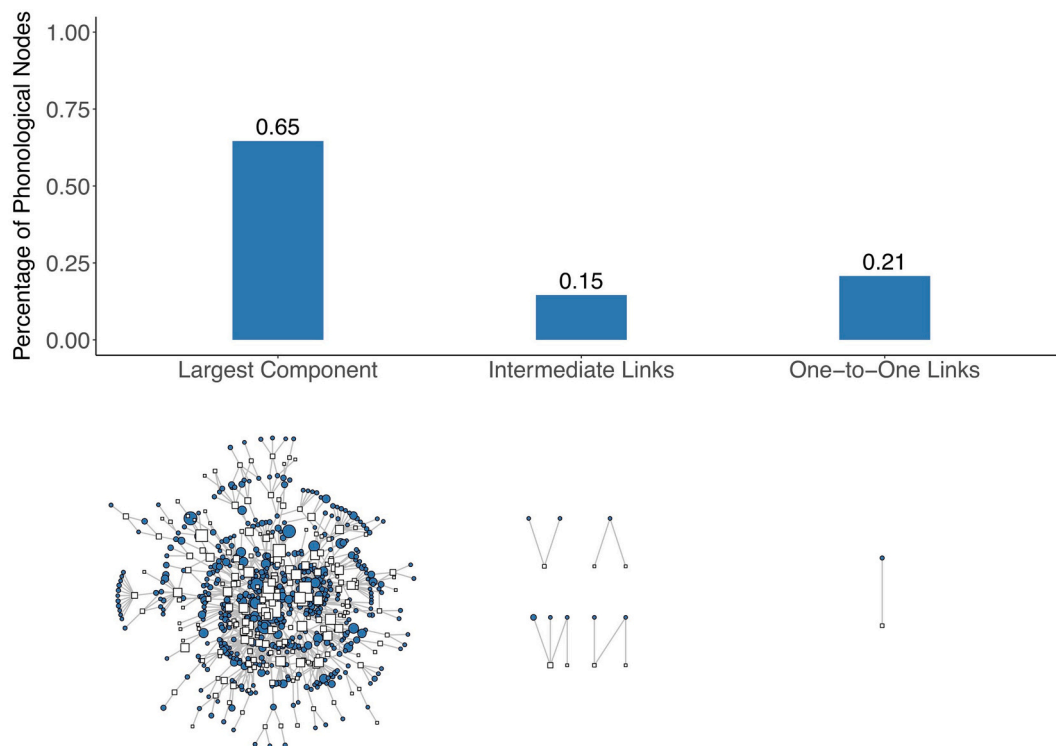 Percentage of Phonological Nodes
1.00
0.75
0.50
0.25
0.00
0.65
0.15
0.21
Largest Component
Intermediate Links
One−to−One Links